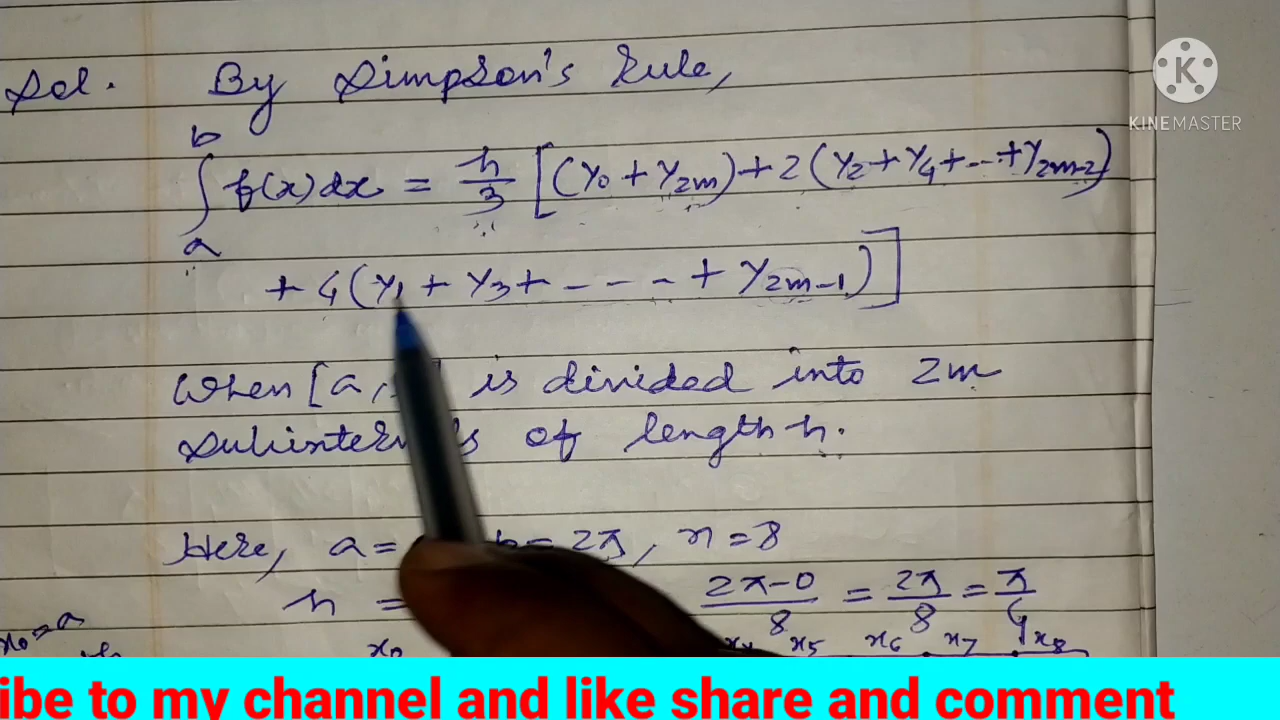 Sol. By Simpson's Rule,
b
∫ f(x)dx = h/3 [(y₀ + y₂ₘ) + 2 (y₂ + y₄ + --- + y₂ₘ₋₂)
a
+ 4(y₁ + y₃ + - - - - + y₂ₘ₋₁)]
When [a, ] is divided into 2m
of length h.
Here, a = = 2π, n = 8
h = 2π-0/8 = 2π/8 = π/4
x₀ = a
x₀ x₅ x₆ x₇ x₈
K
KINEMASTER
to my channel and like share and comment